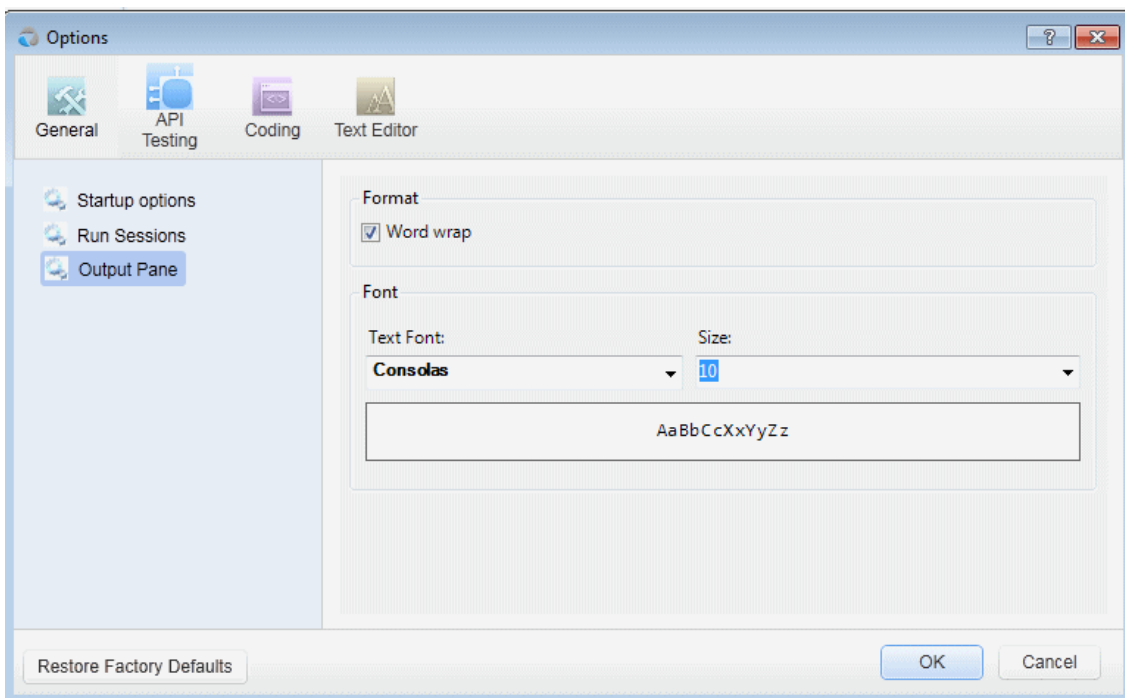 Options
General
API
Testing
Coding
Text Editor
Startup options
Run Sessions
Output Pane
Format
Word wrap
Font
Text Font:
Size:
Consolas
10
AaBbCcXxYyZz
Restore Factory Defaults
OK
Cancel